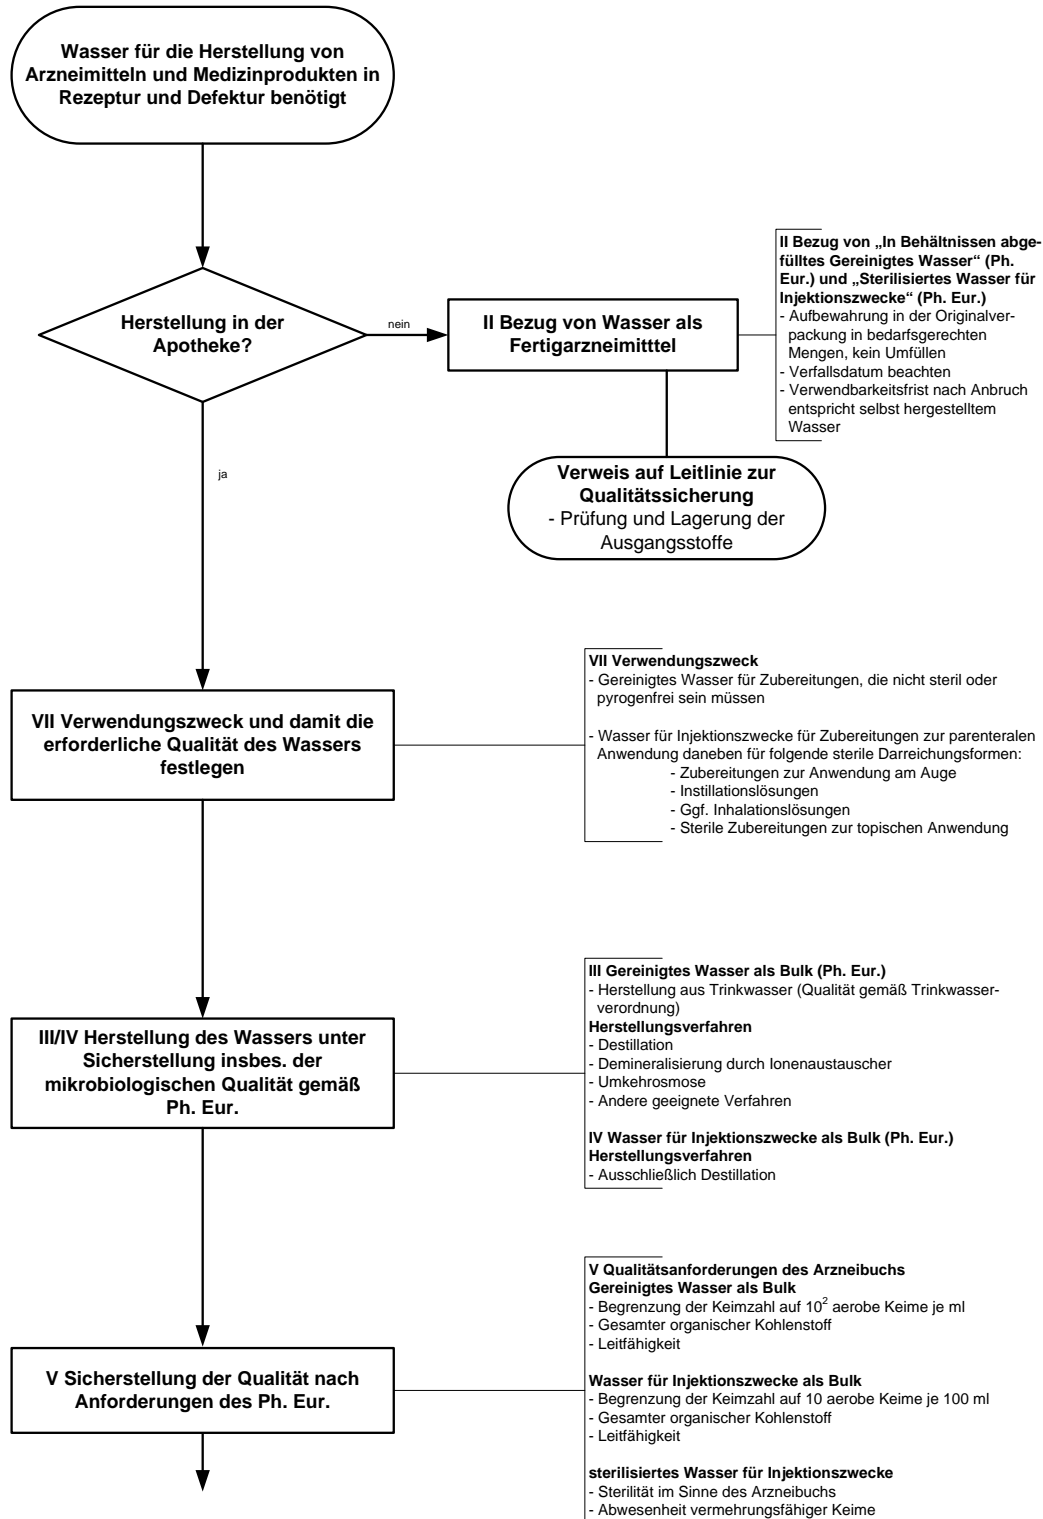 Wasser für die Herstellung von
Arzneimitteln und Medizinprodukten in
Rezeptur und Defektur benötigt
Herstellung in der
Apotheke?
nein
II Bezug von Wasser als
Fertigarzneimitttel
II Bezug von „In Behältnissen abge-
fülltes Gereinigtes Wasser“ (Ph.
Eur.) und „Sterilisiertes Wasser für
Injektionszwecke“ (Ph. Eur.)
- Aufbewahrung in der Originalver-
packung in bedarfsgerechten
Mengen, kein Umfüllen
- Verfallsdatum beachten
- Verwendbarkeitsfrist nach Anbruch
entspricht selbst hergestelltem
Wasser
ja
Verweis auf Leitlinie zur
Qualitätssicherung
- Prüfung und Lagerung der
Ausgangsstoffe
VII Verwendungszweck und damit die
erforderliche Qualität des Wassers
festlegen
VII Verwendungszweck
- Gereinigtes Wasser für Zubereitungen, die nicht steril oder
pyrogenfrei sein müssen
- Wasser für Injektionszwecke für Zubereitungen zur parenteralen
Anwendung daneben für folgende sterile Darreichungsformen:
- Zubereitungen zur Anwendung am Auge
- Instillationslösungen
- Ggf. Inhalationslösungen
- Sterile Zubereitungen zur topischen Anwendung
III/IV Herstellung des Wassers unter
Sicherstellung insbes. der
mikrobiologischen Qualität gemäß
Ph. Eur.
III Gereinigtes Wasser als Bulk (Ph. Eur.)
- Herstellung aus Trinkwasser (Qualität gemäß Trinkwasser-
verordnung)
Herstellungsverfahren
- Destillation
- Demineralisierung durch Ionenaustauscher
- Umkehrosmose
- Andere geeignete Verfahren
IV Wasser für Injektionszwecke als Bulk (Ph. Eur.)
Herstellungsverfahren
- Ausschließlich Destillation
V Sicherstellung der Qualität nach
Anforderungen des Ph. Eur.
V Qualitätsanforderungen des Arzneibuchs
Gereinigtes Wasser als Bulk
- Begrenzung der Keimzahl auf 10² aerobe Keime je ml
- Gesamter organischer Kohlenstoff
- Leitfähigkeit
Wasser für Injektionszwecke als Bulk
- Begrenzung der Keimzahl auf 10 aerobe Keime je 100 ml
- Gesamter organischer Kohlenstoff
- Leitfähigkeit
sterilisiertes Wasser für Injektionszwecke
- Sterilität im Sinne des Arzneibuchs
- Abwesenheit vermehrungsfähiger Keime